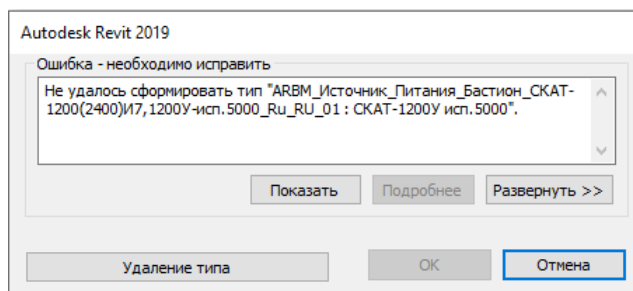 Autodesk Revit 2019
Ошибка - необходимо исправить
Не удалось сформировать тип "ARBM_Источник_Питания_Бастион_СКАТ-
1200(2400)И7,1200У-исп.5000_Ru_RU_01 : СКАТ-1200У исп.5000".
Показать Подробнее Развернуть >>
Удаление типа ОК Отмена